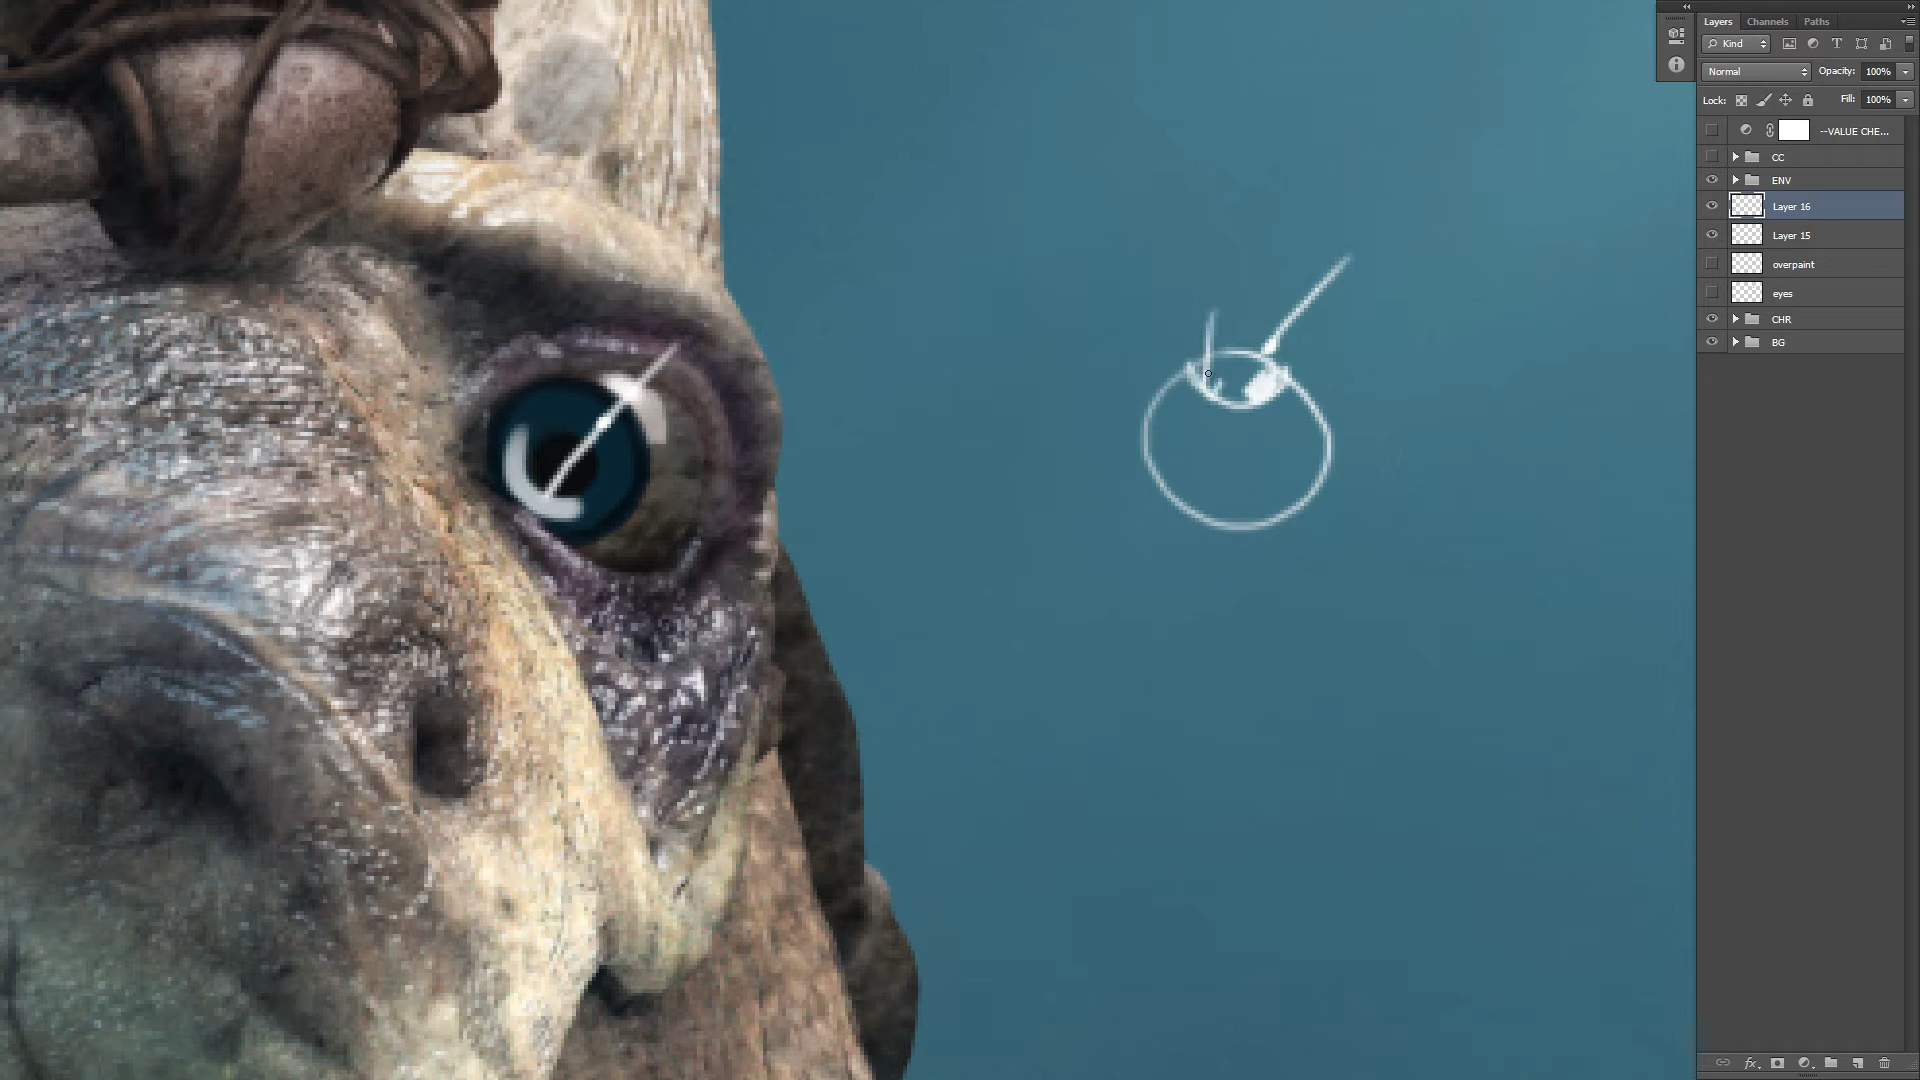 Layers Channels Paths
Kind
Normal Opacity: 100%
Lock: Fill: 100%
--VALUE CHE...
CC
ENV
Layer 16
Layer 15
overpaint
eyes
CHR
BG